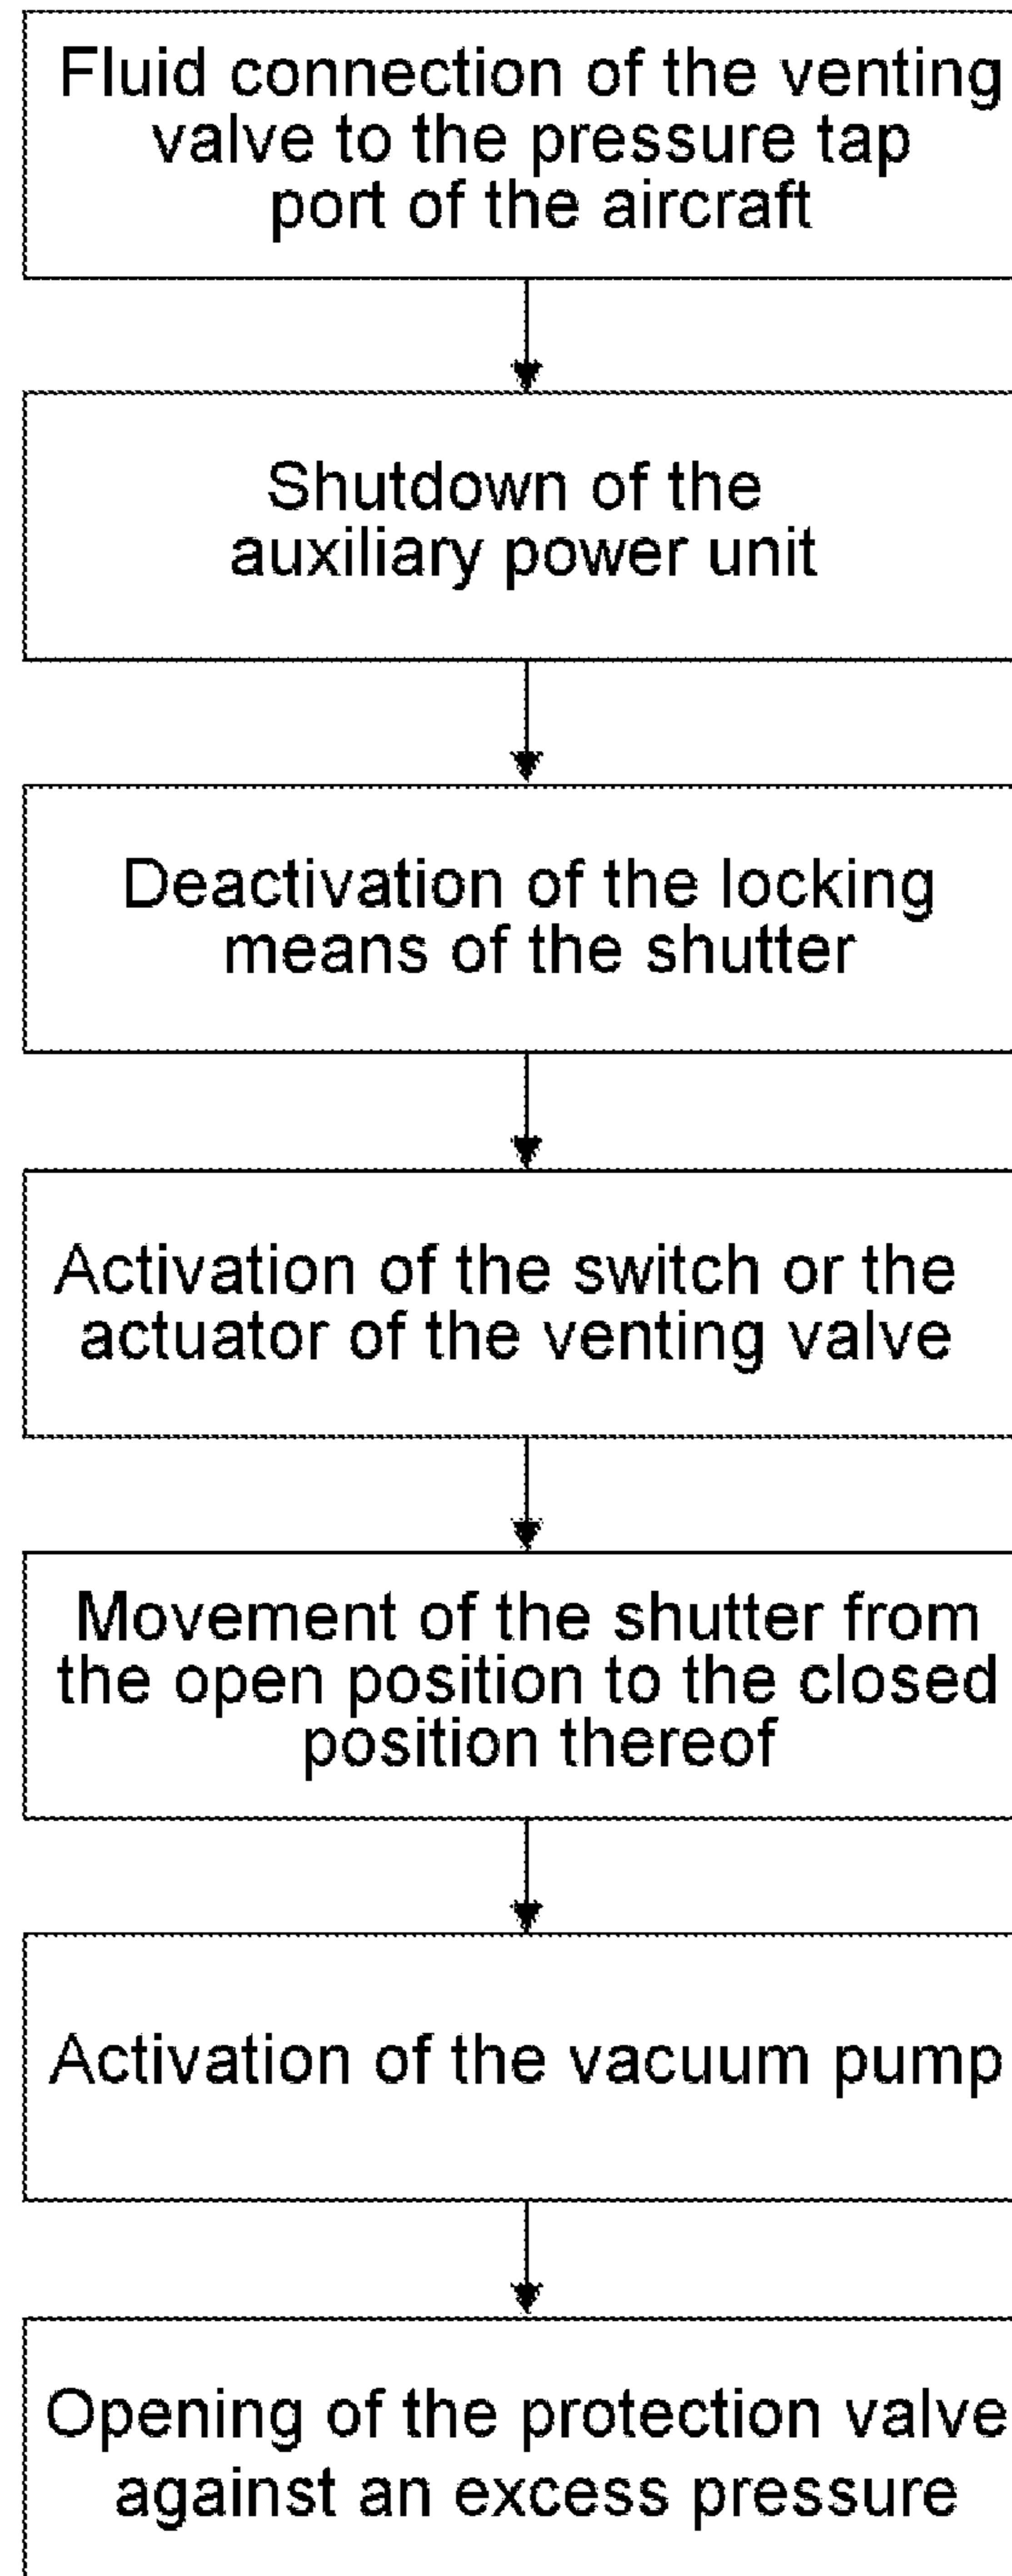 Fluid connection of the venting
valve to the pressure tap
port of the aircraft
Shutdown of the
auxiliary power unit
Deactivation of the locking
means of the shutter
Activation of the switch or the
actuator of the venting valve
Movement of the shutter from
the open position to the closed
position thereof
Activation of the vacuum pump
Opening of the protection valve
against an excess pressure